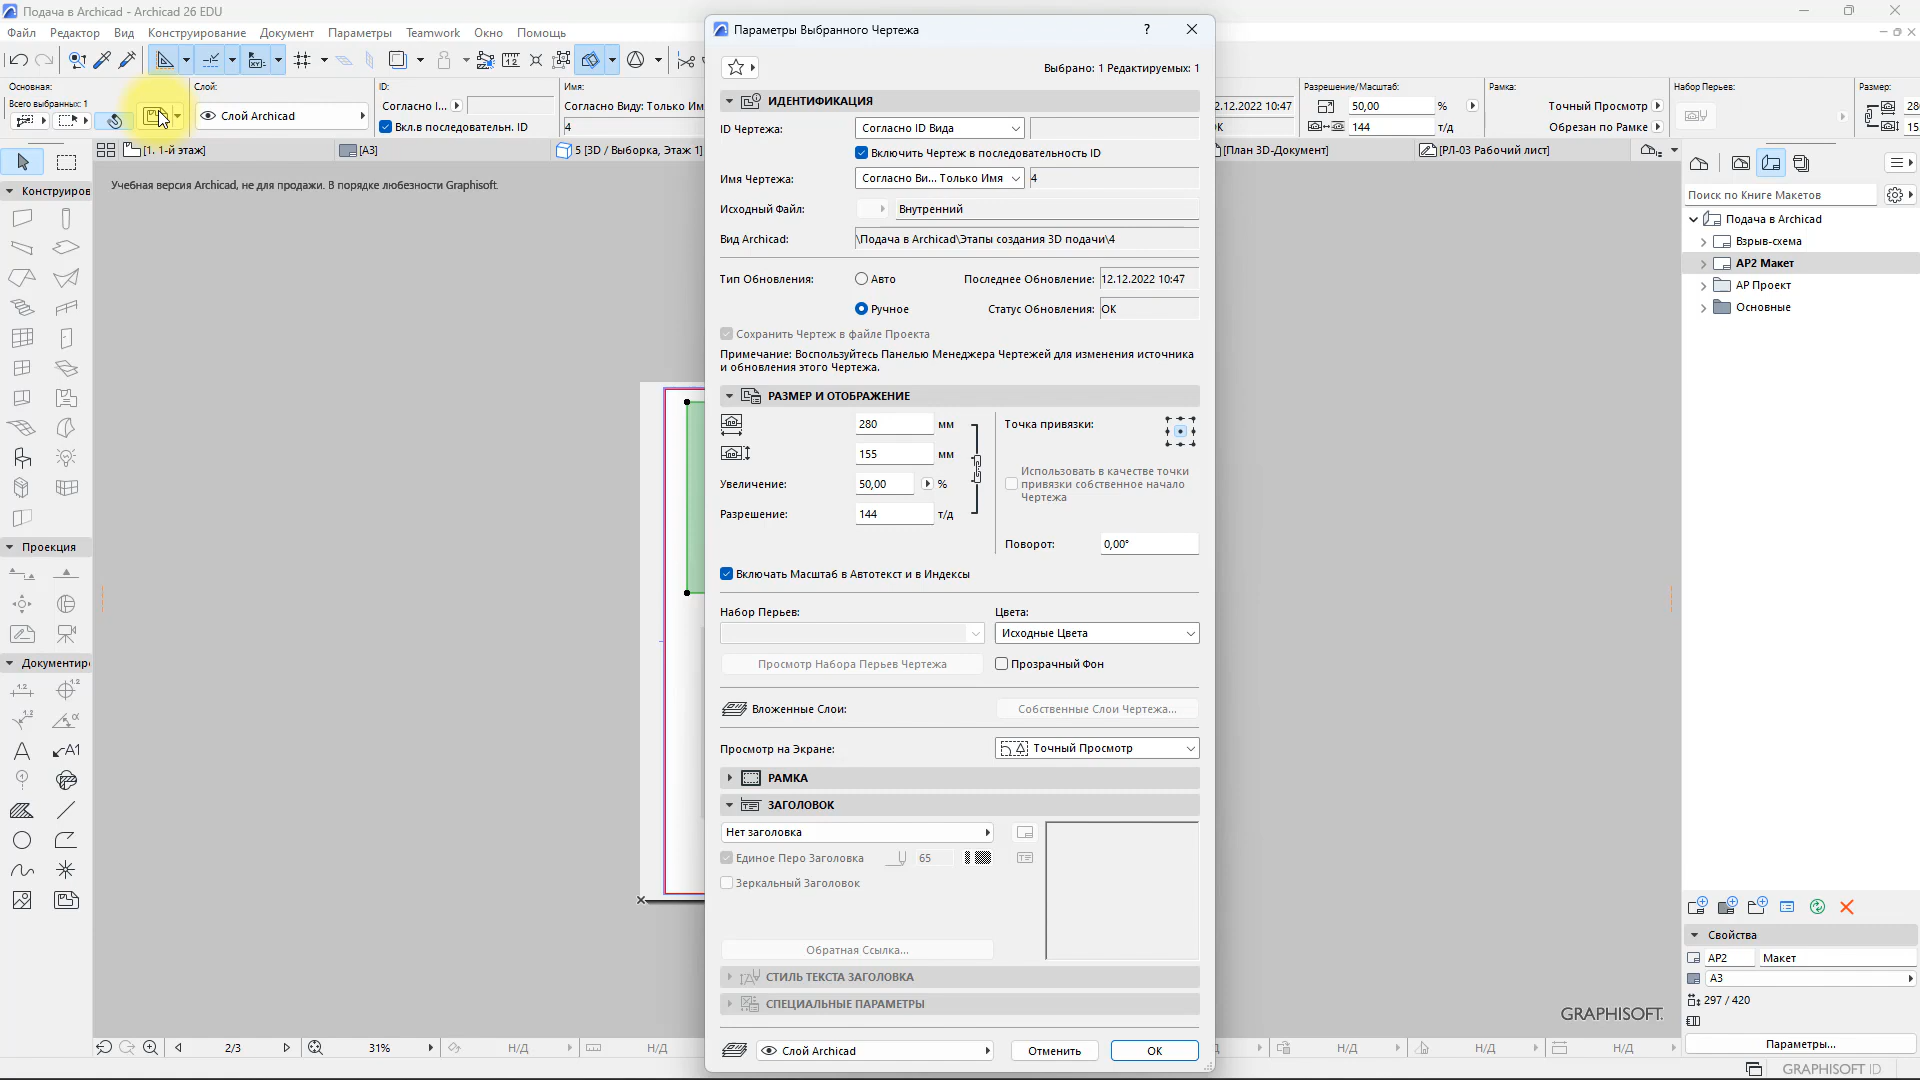 Подача в Archicad - Archicad 26 EDU
Файл Редактор Вид Конструирование Документ Параметры Teamwork Окно Помощь
Основная:
Всего выбранных: 1
Слой:
Слой Archicad
ID:
Согласно I...
Вкл.в последовательн. ID
Имя:
Согласно Виду: Только Им
4
2.12.2022 10:47
Разрешение/Масштаб:
50,00 %
144 т/д
Рамка:
Точный Просмотр
Обрезан по Рамке
Набор Перьев:
Размер:
[1. 1-й этаж]
[А3]
5 [3D / Выборка, Этаж 1]
[План 3D-Документ]
[РЛ-03 Рабочий лист]
Учебная версия Archicad, не для продажи. В порядке любезности Graphisoft.
Конструиров
Проекция
Документир
Параметры Выбранного Чертежа
Выбрано: 1 Редактируемых: 1
ИДЕНТИФИКАЦИЯ
ID Чертежа: Согласно ID Вида
Включить Чертеж в последовательность ID
Имя Чертежа: Согласно Ви... Только Имя 4
Исходный Файл: Внутренний
Вид Archicad: \Подача в Archicad\Этапы создания 3D подачи\4
Тип Обновления: Авто Последнее Обновление: 12.12.2022 10:47
Ручное Статус Обновления: OK
Сохранить Чертеж в файле Проекта
Примечание: Воспользуйтесь Панелью Менеджера Чертежей для изменения источника
и обновления этого Чертежа.
РАЗМЕР И ОТОБРАЖЕНИЕ
280 мм
155 мм
Увеличение: 50,00 %
Разрешение: 144 т/д
Точка привязки:
Использовать в качестве точки
привязки собственное начало
Чертежа
Поворот: 0,00°
Включать Масштаб в Автотекст и в Индексы
Набор Перьев: Цвета:
Исходные Цвета
Просмотр Набора Перьев Чертежа Прозрачный Фон
Вложенные Слои: Собственные Слои Чертежа...
Просмотр на Экране: Точный Просмотр
РАМКА
ЗАГОЛОВОК
Нет заголовка
Единое Перо Заголовка 65
Зеркальный Заголовок
Обратная Ссылка...
СТИЛЬ ТЕКСТА ЗАГОЛОВКА
СПЕЦИАЛЬНЫЕ ПАРАМЕТРЫ
Слой Archicad Отменить OK
Поиск по Книге Макетов
Подача в Archicad
Взрыв-схема
АР2 Макет
АР Проект
Основные
Свойства
АР2 Макет
А3
297 / 420
Параметры...
GRAPHISOFT.
2/3 31% Н/Д Н/Д Н/Д Н/Д Н/Д
GRAPHISOFT ID